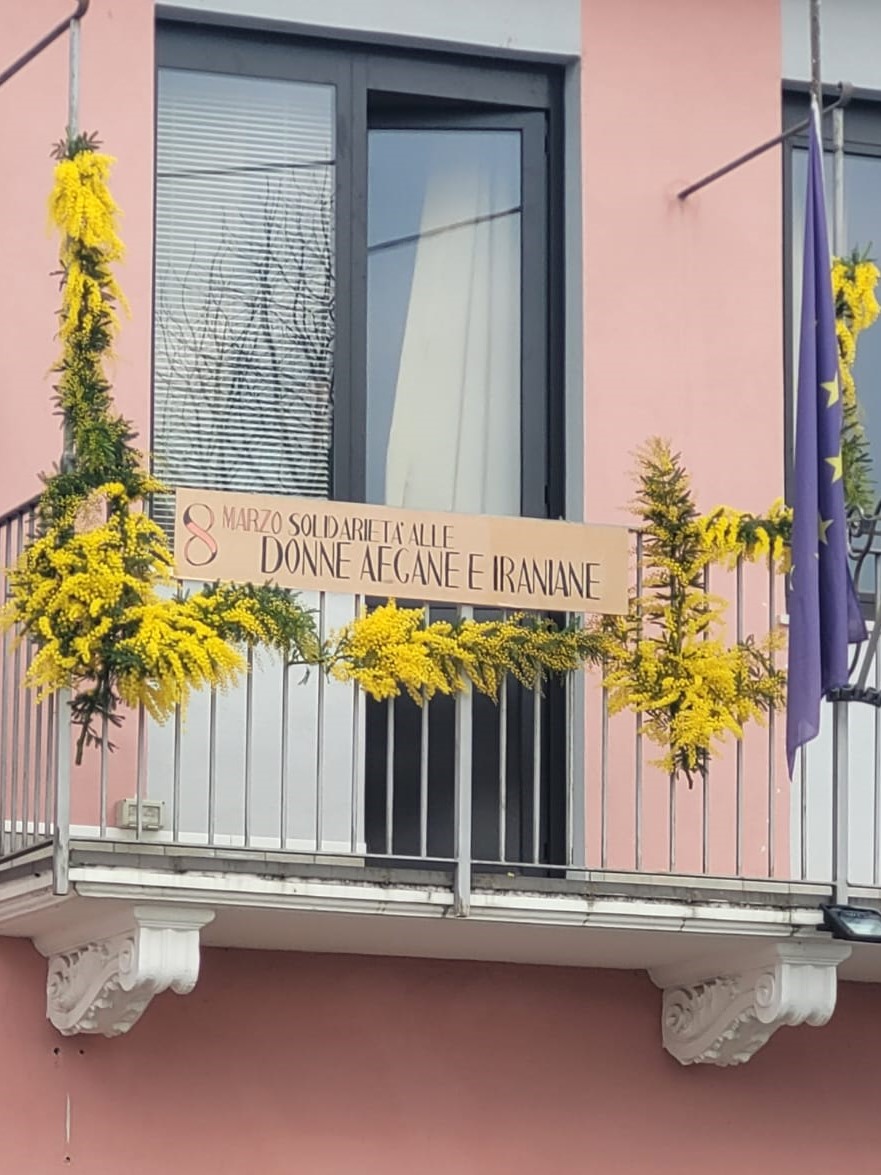 8 MARZO SOLIDARIETA' ALLE
DONNE AFGANE E IRANIANE